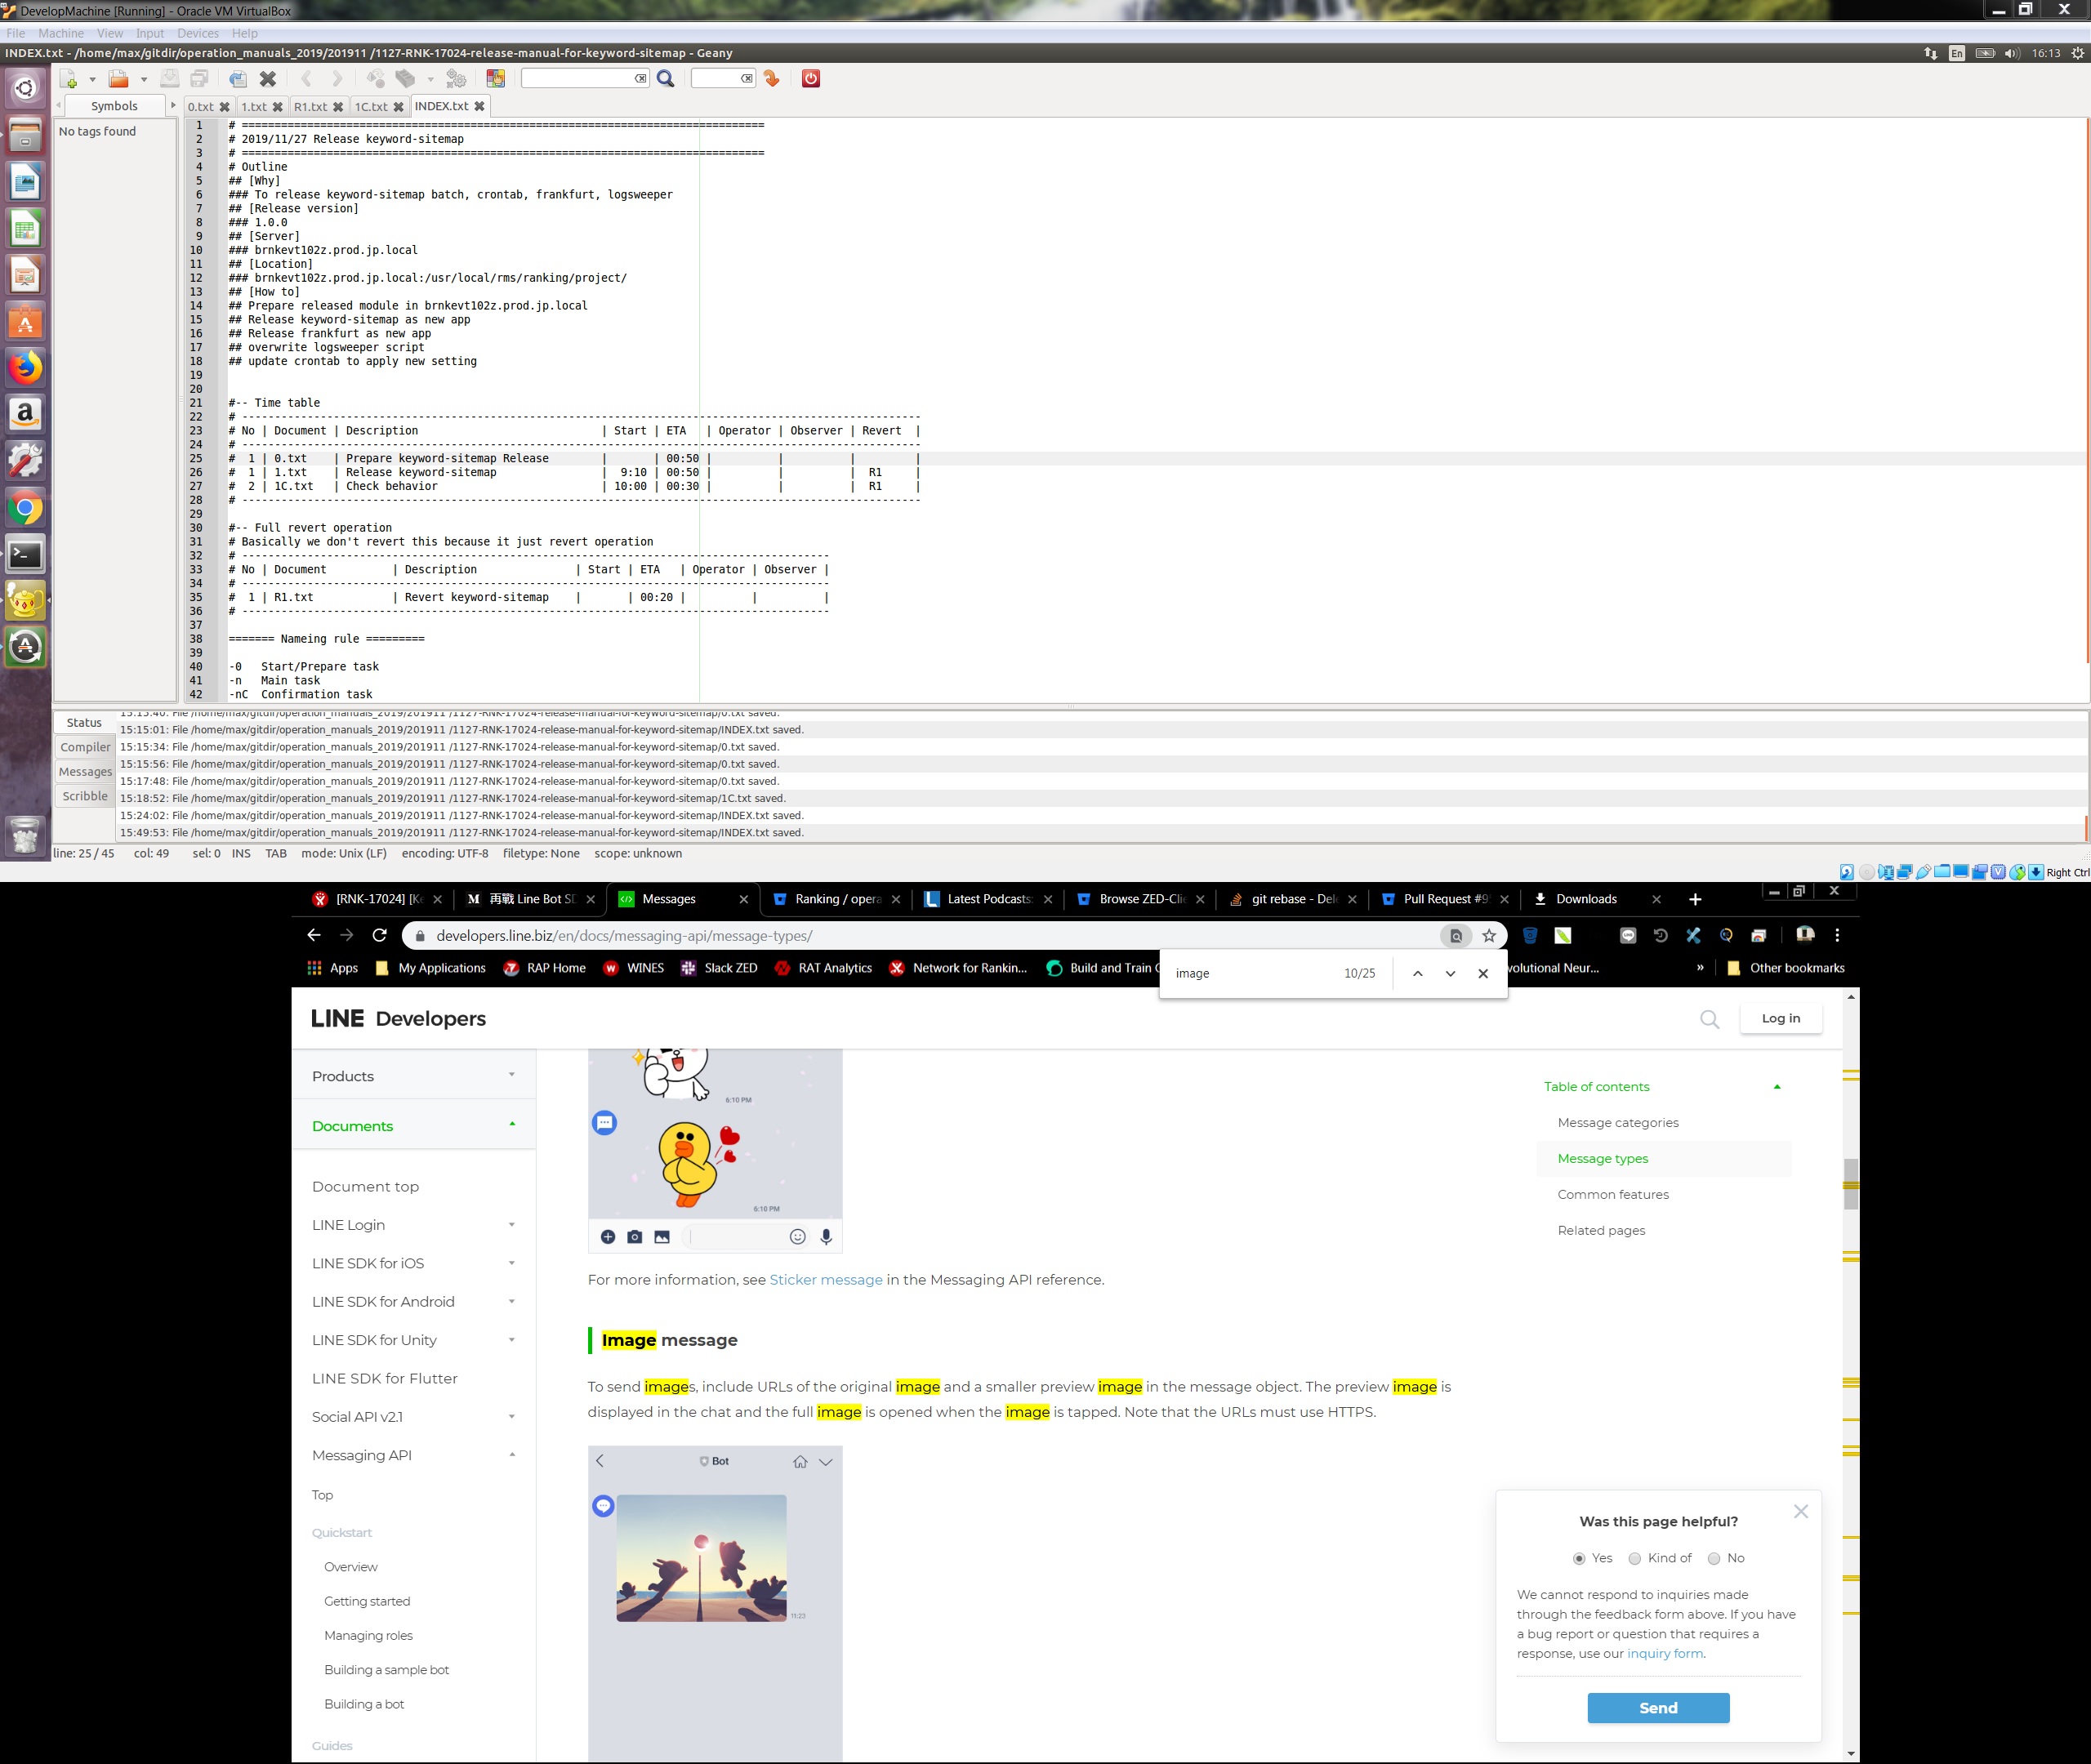 DevelopMachine [Running] - Oracle VM VirtualBox
File Machine View Input Devices Help
INDEX.txt - /home/max/gitdir/operation_manuals_2019/201911 /1127-RNK-17024-release-manual-for-keyword-sitemap - Geany
En
16:13
Symbols
0.txt
1.txt
R1.txt
1C.txt
INDEX.txt
No tags found
1 # ================================================================================
2 # 2019/11/27 Release keyword-sitemap
3 # ================================================================================
4 # Outline
5 ## [Why]
6 ### To release keyword-sitemap batch, crontab, frankfurt, logsweeper
7 ## [Release version]
8 ### 1.0.0
9 ## [Server]
10 ### brnkevt102z.prod.jp.local
11 ## [Location]
12 ### brnkevt102z.prod.jp.local:/usr/local/rms/ranking/project/
13 ## [How to]
14 ## Prepare released module in brnkevt102z.prod.jp.local
15 ## Release keyword-sitemap as new app
16 ## Release frankfurt as new app
17 ## overwrite logsweeper script
18 ## update crontab to apply new setting
19
20
21 #-- Time table
22 # --------------------------------------------------------------------------------------------------------
23 # No | Document | Description | Start | ETA | Operator | Observer | Revert |
24 # --------------------------------------------------------------------------------------------------------
25 # 1 | 0.txt | Prepare keyword-sitemap Release | | 00:50 | | | |
26 # 1 | 1.txt | Release keyword-sitemap | 9:10 | 00:50 | | | R1 |
27 # 2 | 1C.txt | Check behavior | 10:00 | 00:30 | | | R1 |
28 # --------------------------------------------------------------------------------------------------------
29
30 #-- Full revert operation
31 # Basically we don't revert this because it just revert operation
32 # ------------------------------------------------------------------------------------------
33 # No | Document | Description | Start | ETA | Operator | Observer |
34 # ------------------------------------------------------------------------------------------
35 # 1 | R1.txt | Revert keyword-sitemap | | 00:20 | | |
36 # ------------------------------------------------------------------------------------------
37
38 ======= Nameing rule =========
39
40 -0 Start/Prepare task
41 -n Main task
42 -nC Confirmation task
Status
Compiler
Messages
Scribble
File /home/max/gitdir/operation_manuals_2019/201911 /1127-RNK-17024-release-manual-for-keyword-sitemap/0.txt saved.
15:15:01: File /home/max/gitdir/operation_manuals_2019/201911 /1127-RNK-17024-release-manual-for-keyword-sitemap/INDEX.txt saved.
15:15:34: File /home/max/gitdir/operation_manuals_2019/201911 /1127-RNK-17024-release-manual-for-keyword-sitemap/0.txt saved.
15:15:56: File /home/max/gitdir/operation_manuals_2019/201911 /1127-RNK-17024-release-manual-for-keyword-sitemap/0.txt saved.
15:17:48: File /home/max/gitdir/operation_manuals_2019/201911 /1127-RNK-17024-release-manual-for-keyword-sitemap/0.txt saved.
15:18:52: File /home/max/gitdir/operation_manuals_2019/201911 /1127-RNK-17024-release-manual-for-keyword-sitemap/1C.txt saved.
15:24:02: File /home/max/gitdir/operation_manuals_2019/201911 /1127-RNK-17024-release-manual-for-keyword-sitemap/INDEX.txt saved.
15:49:53: File /home/max/gitdir/operation_manuals_2019/201911 /1127-RNK-17024-release-manual-for-keyword-sitemap/INDEX.txt saved.
line: 25 / 45 col: 49 sel: 0 INS TAB mode: Unix (LF) encoding: UTF-8 filetype: None scope: unknown
Right Ctrl
[RNK-17024] [Ke
再戰 Line Bot SD
Messages
Ranking / opera
Latest Podcasts
Browse ZED-Clie
git rebase - Dele
Pull Request #9
Downloads
developers.line.biz/en/docs/messaging-api/message-types/
Apps
My Applications
RAP Home
WINES
Slack ZED
RAT Analytics
Network for Rankin...
Build and Train
volutional Neur...
»
Other bookmarks
image 10/25
LINE Developers
Log in
Products
Documents
Document top
LINE Login
LINE SDK for iOS
LINE SDK for Android
LINE SDK for Unity
LINE SDK for Flutter
Social API v2.1
Messaging API
Top
Quickstart
Overview
Getting started
Managing roles
Building a sample bot
Building a bot
Guides
6:10 PM
6:10 PM
For more information, see Sticker message in the Messaging API reference.
Image message
To send images, include URLs of the original image and a smaller preview image in the message object. The preview image is
displayed in the chat and the full image is opened when the image is tapped. Note that the URLs must use HTTPS.
Bot
11:23
Table of contents
Message categories
Message types
Common features
Related pages
Was this page helpful?
Yes Kind of No
We cannot respond to inquiries made
through the feedback form above. If you have
a bug report or question that requires a
response, use our inquiry form.
Send